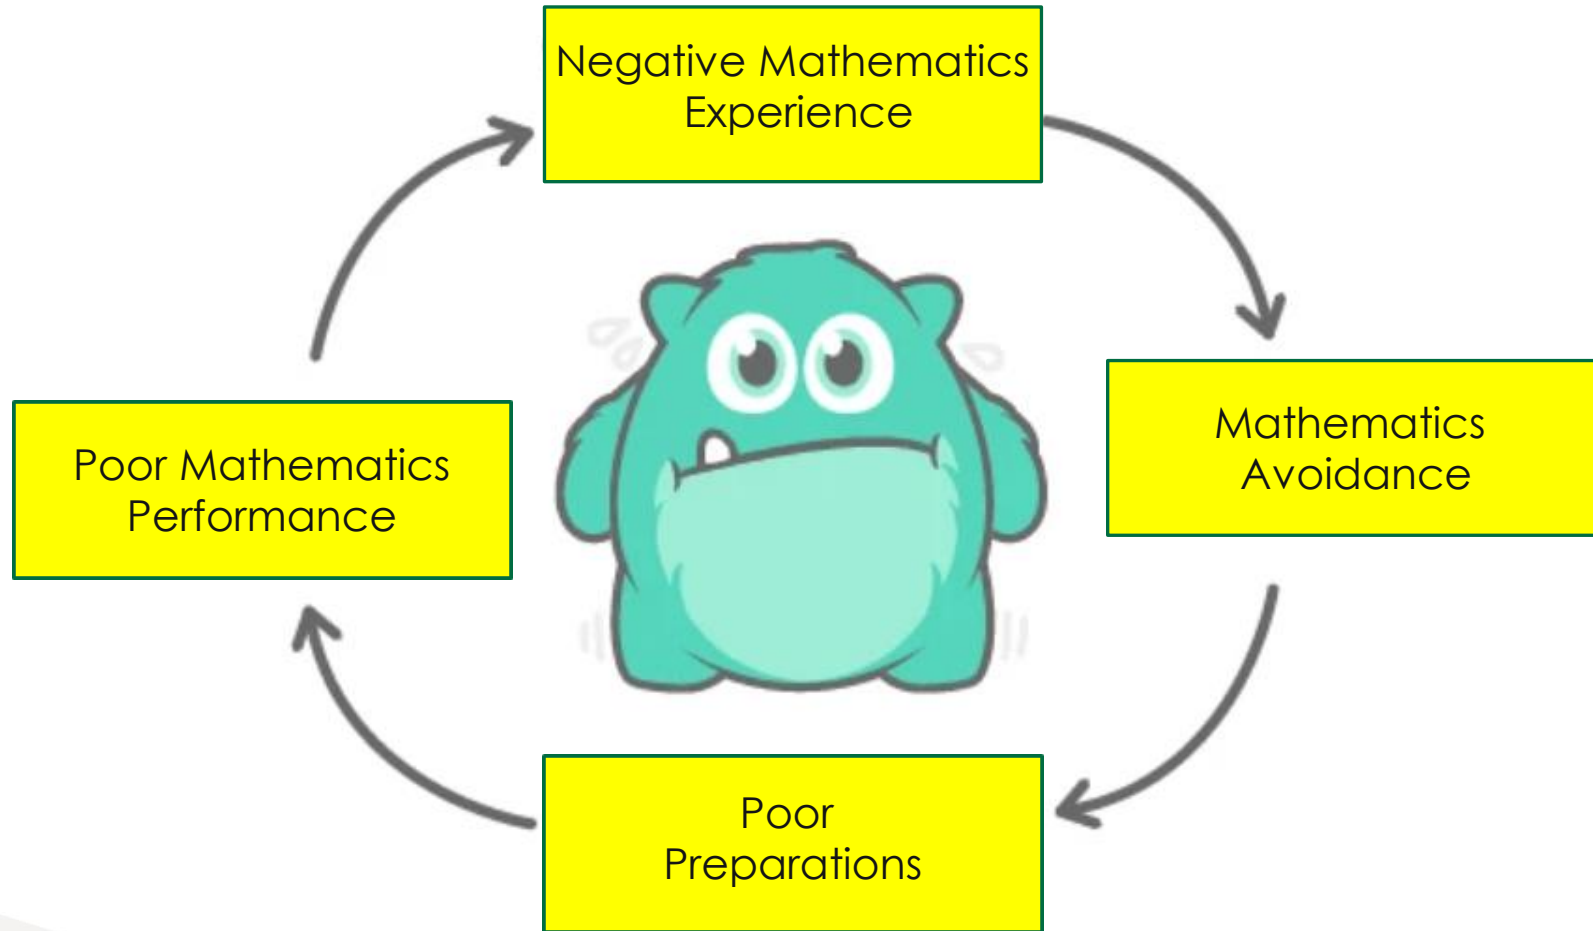 Negative Mathematics
Experience
Mathematics
Avoidance
Poor Mathematics
Performance
Poor
Preparations